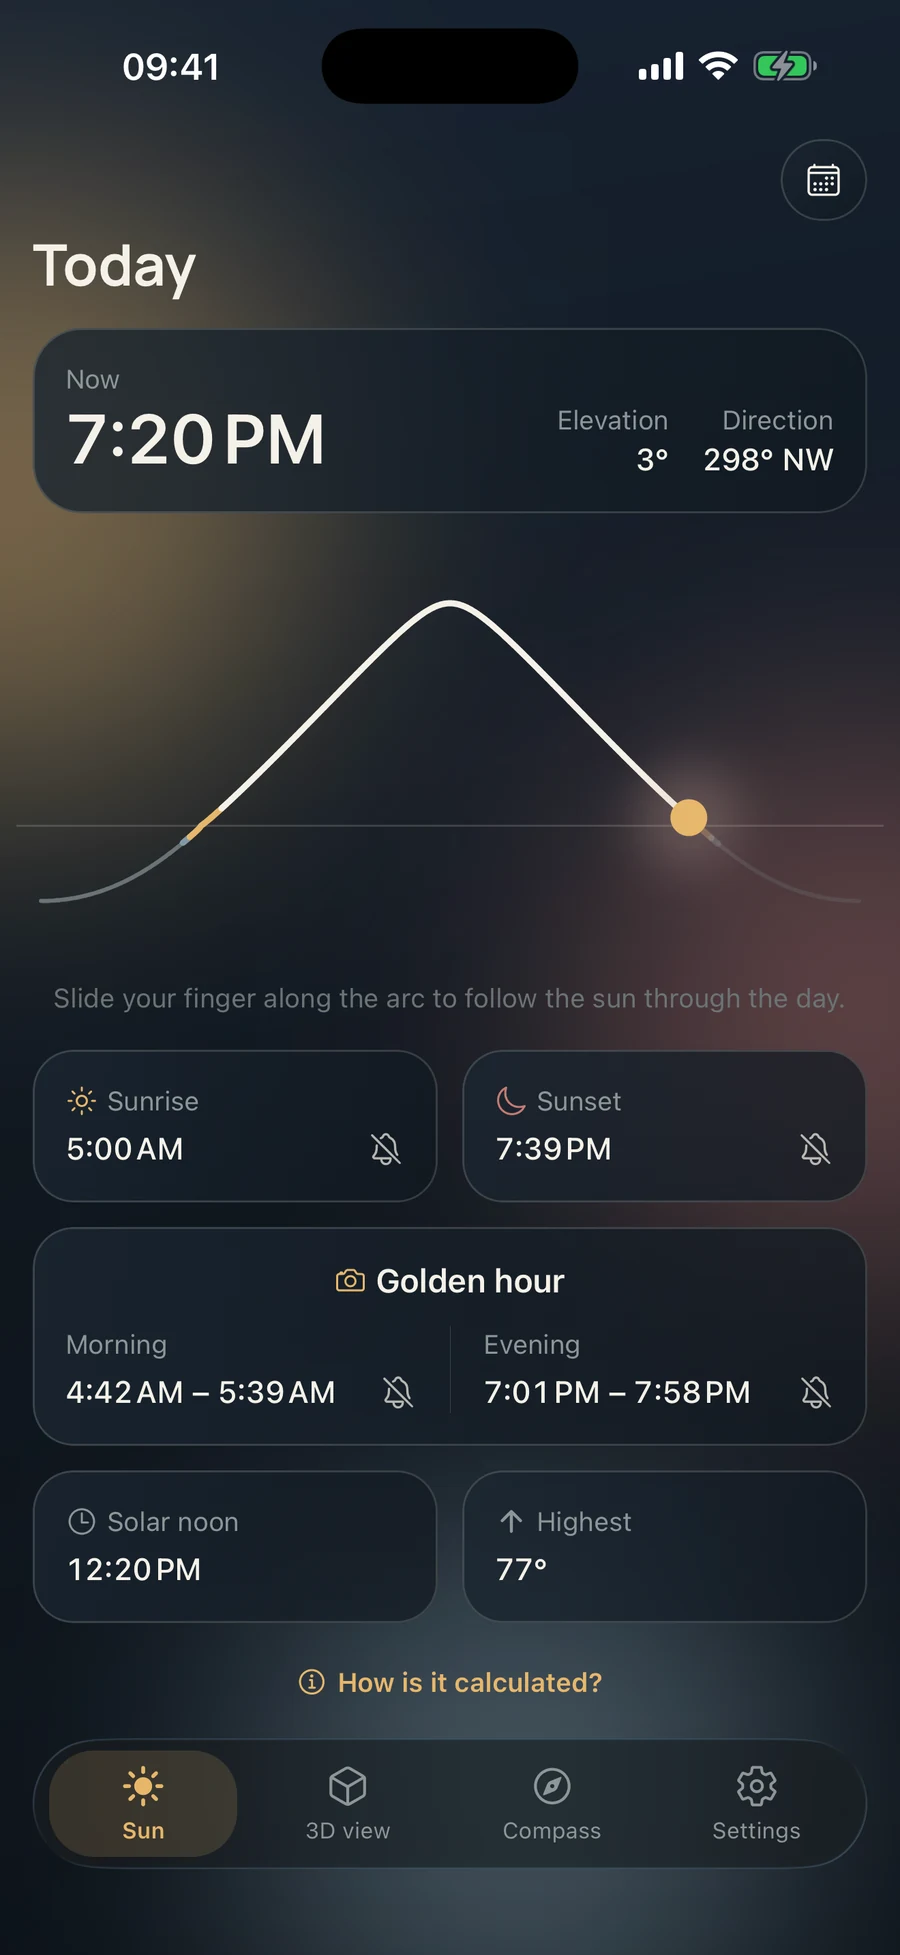 09:41
Today
Now
7:20 PM
Elevation
3°
Direction
298° NW
Slide your finger along the arc to follow the sun through the day.
Sunrise
5:00 AM
Sunset
7:39 PM
Golden hour
Morning
4:42 AM – 5:39 AM
Evening
7:01 PM – 7:58 PM
Solar noon
12:20 PM
Highest
77°
How is it calculated?
Sun
3D view
Compass
Settings